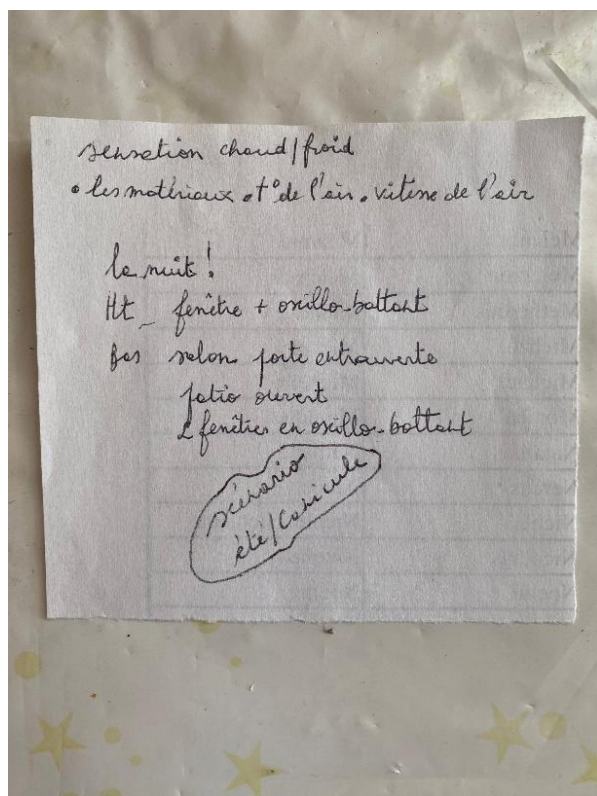 sensation chaud/froid
• les matériaux • t° de l'air • vitesse de l'air
la nuit !
Ht _ fenêtre + oscillo-battant
Bas salon porte entrouverte
patio ouvert
2 fenêtres en oscillo-battant
scénario
été/canicule